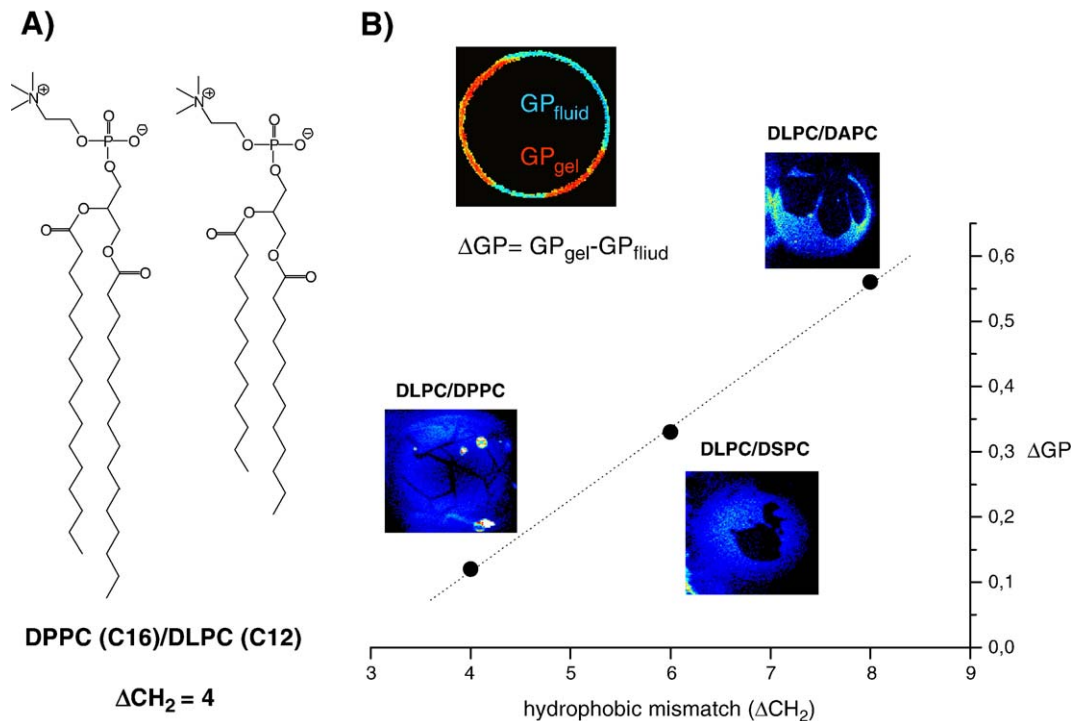 A)
N⊕
O
O
P
O⊖
O
O
O
O
O
N⊕
O
O
P
O⊖
O
O
O
O
O
DPPC (C16)/DLPC (C12)
ΔCH₂ = 4
B)
GPfluid
GPgel
ΔGP= GPgel-GPfliud
DLPC/DAPC
DLPC/DPPC
DLPC/DSPC
0,6
0,5
0,4
0,3
0,2
0,1
0,0
ΔGP
3 4 5 6 7 8 9
hydrophobic mismatch (ΔCH₂)